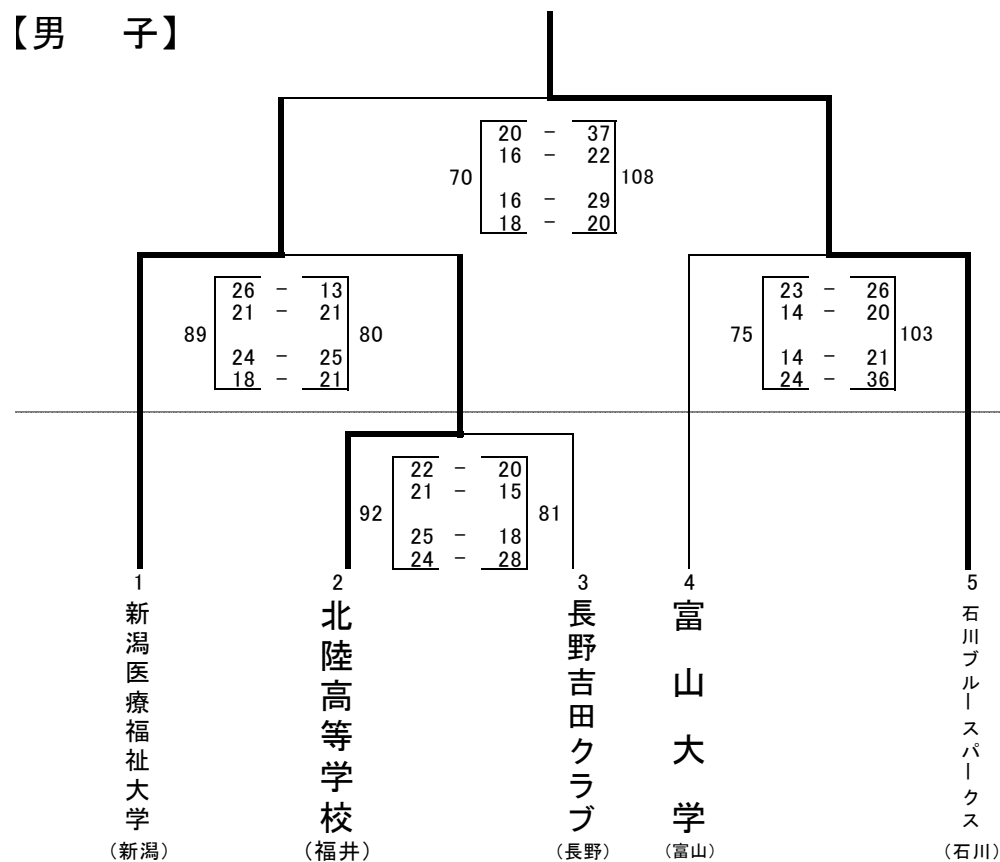 【男　子】
20 － 37
16 － 22
70 108
16 － 29
18 － 20
26 － 13
21 － 21
89 80
24 － 25
18 － 21
23 － 26
14 － 20
75 103
14 － 21
24 － 36
22 － 20
21 － 15
92 81
25 － 18
24 － 28
1
新潟医療福祉大学
（新潟）
2
北陸高等学校
（福井）
3
長野吉田クラブ
（長野）
4
富山大学
（富山）
5
石川ブルースパークス
（石川）